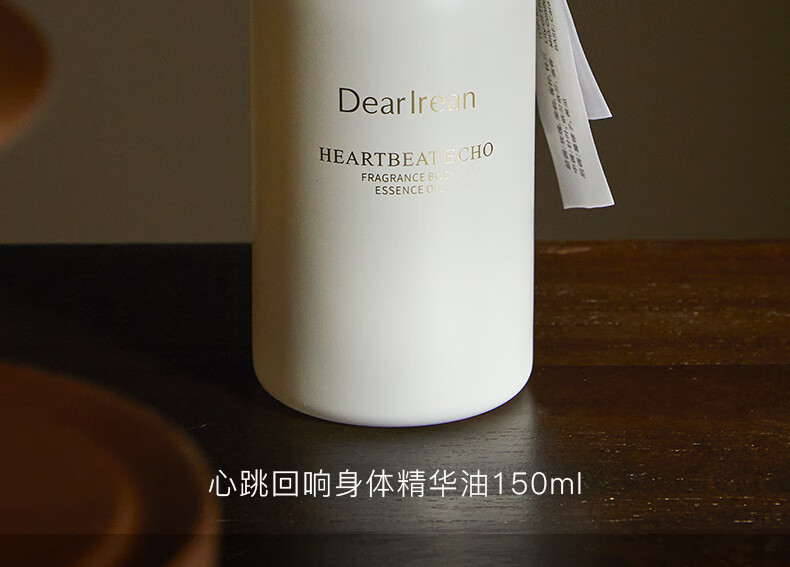 DearIrean
HEARTBEAT ECHO
FRAGRANCE BODY
ESSENCE OIL
心跳回响身体精华油150ml